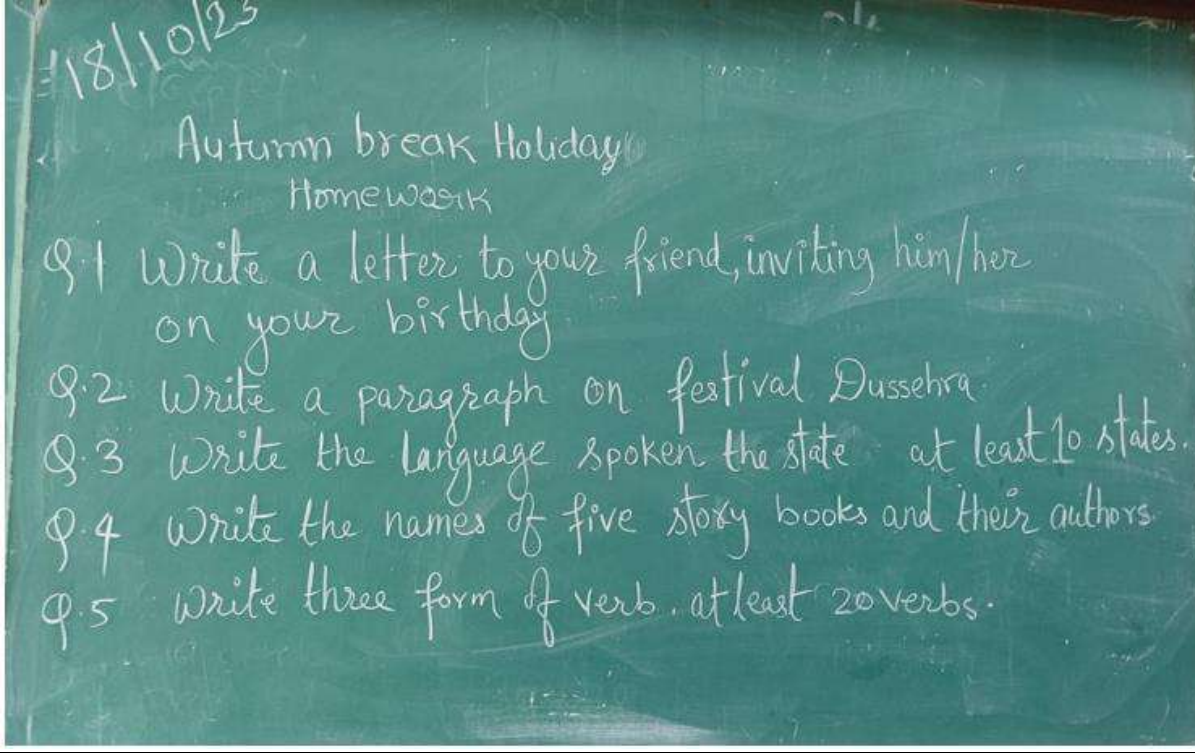 18/10/23
Autumn break Holiday
Homework
Q.1 Write a letter to your friend, inviting him/her
on your birthday.
Q.2 Write a paragraph on festival Dussehra.
Q.3 Write the language spoken the state at least 10 states.
Q.4 Write the names of five story books and their authors.
Q.5 Write three form of verb. at least 20 verbs.